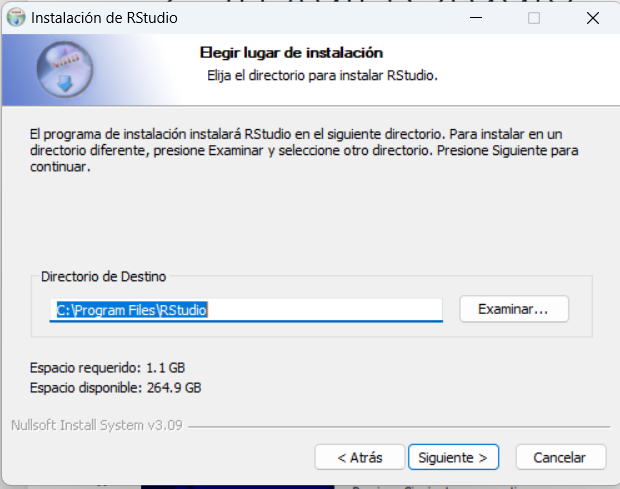 Instalación de RStudio
Elegir lugar de instalación
Elija el directorio para instalar RStudio.
El programa de instalación instalará RStudio en el siguiente directorio. Para instalar en un
directorio diferente, presione Examinar y seleccione otro directorio. Presione Siguiente para
continuar.
Directorio de Destino
C:\Program Files\RStudio
Examinar...
Espacio requerido: 1.1 GB
Espacio disponible: 264.9 GB
Nullsoft Install System v3.09
< Atrás
Siguiente >
Cancelar